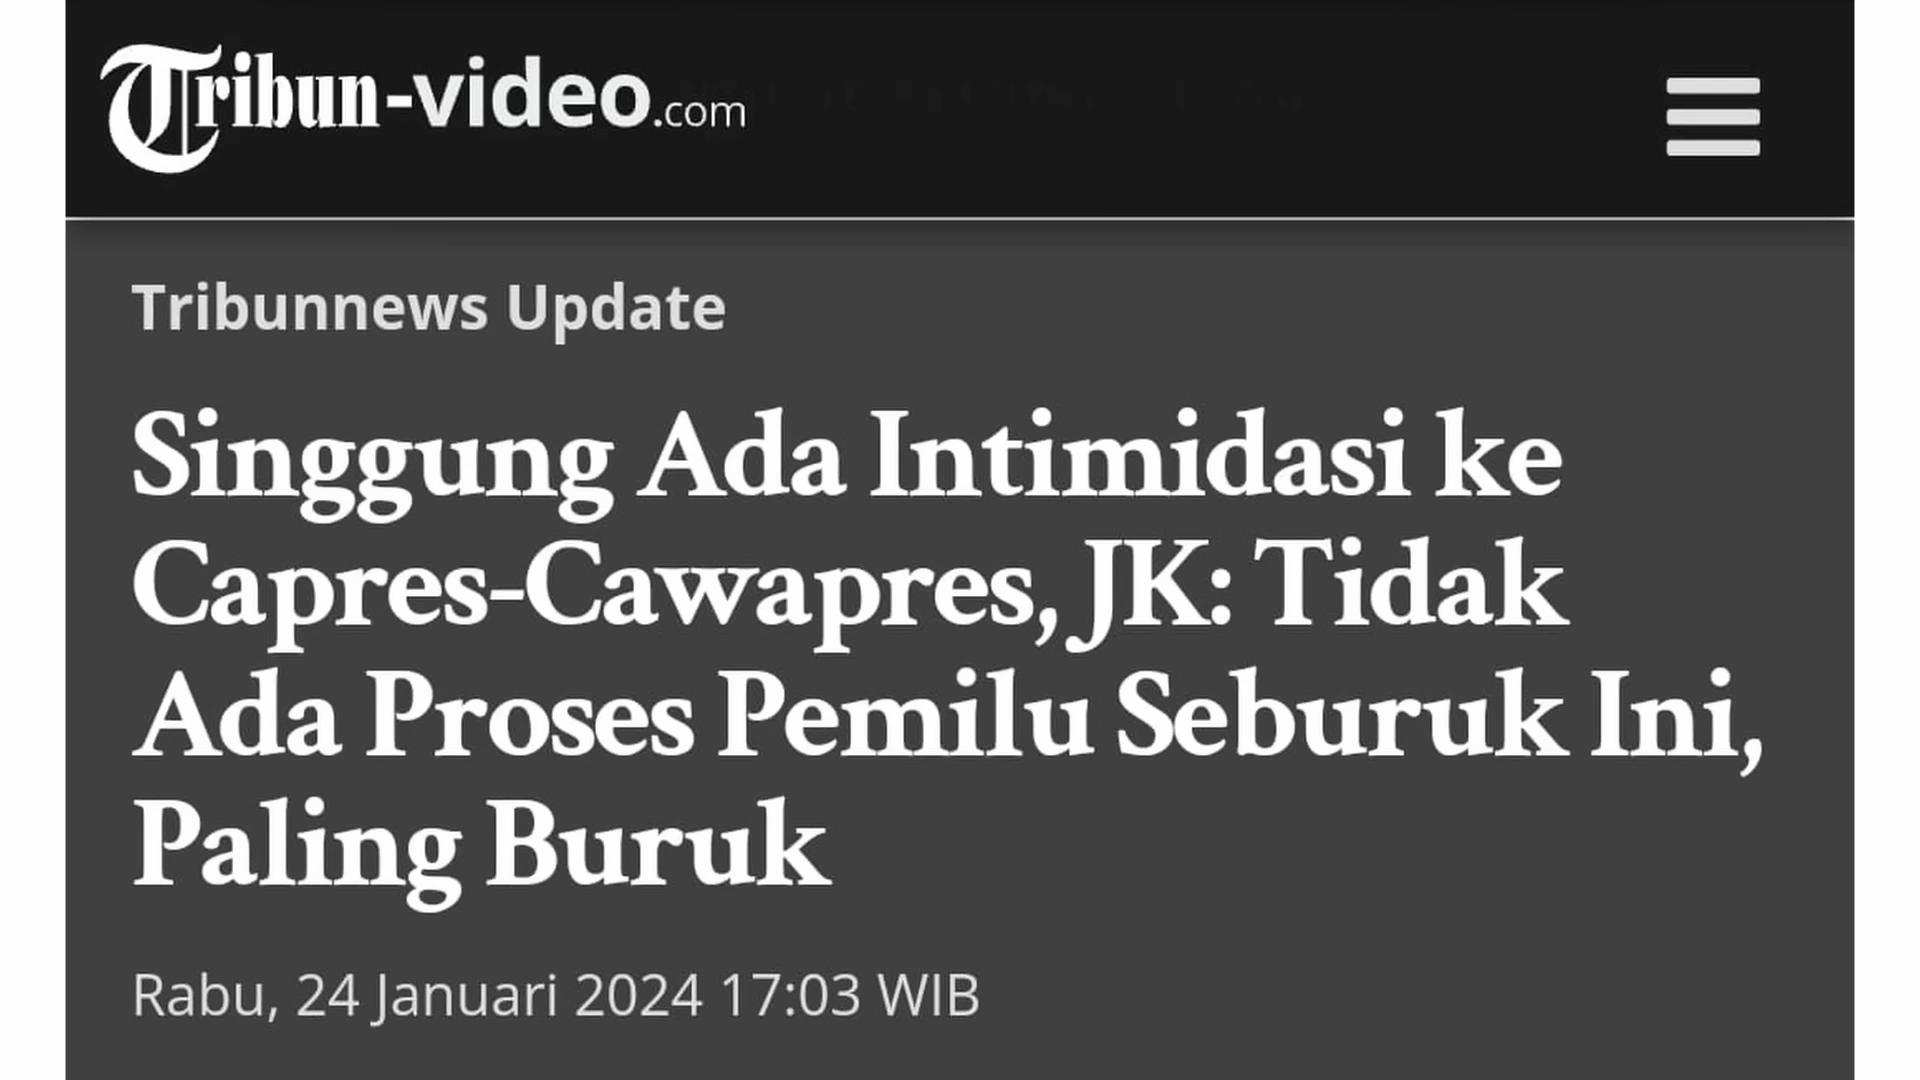 Tribun-video.com
Tribunnews Update
Singgung Ada Intimidasi ke
Capres-Cawapres, JK: Tidak
Ada Proses Pemilu Seburuk Ini,
Paling Buruk
Rabu, 24 Januari 2024 17:03 WIB